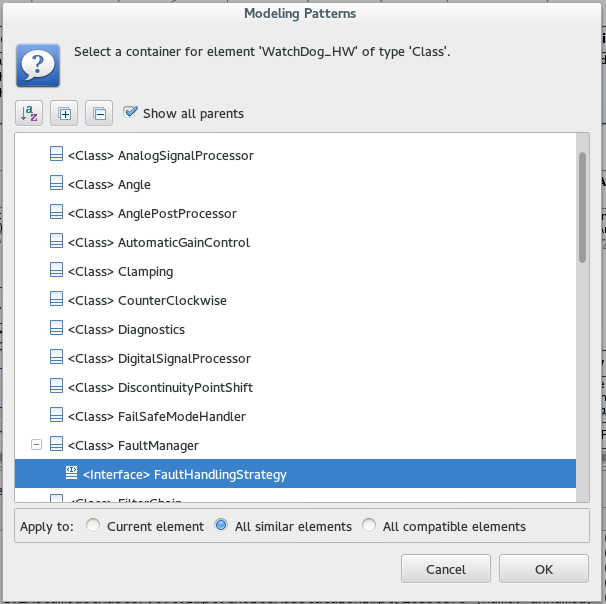 Modeling Patterns
Select a container for element 'WatchDog_HW' of type 'Class'.
Show all parents
<Class> AnalogSignalProcessor
<Class> Angle
<Class> AnglePostProcessor
<Class> AutomaticGainControl
<Class> Clamping
<Class> CounterClockwise
<Class> Diagnostics
<Class> DigitalSignalProcessor
<Class> DiscontinuityPointShift
<Class> FailSafeModeHandler
<Class> FaultManager
<Interface> FaultHandlingStrategy
<Class> FilterChain
Apply to: Current element All similar elements All compatible elements
Cancel OK